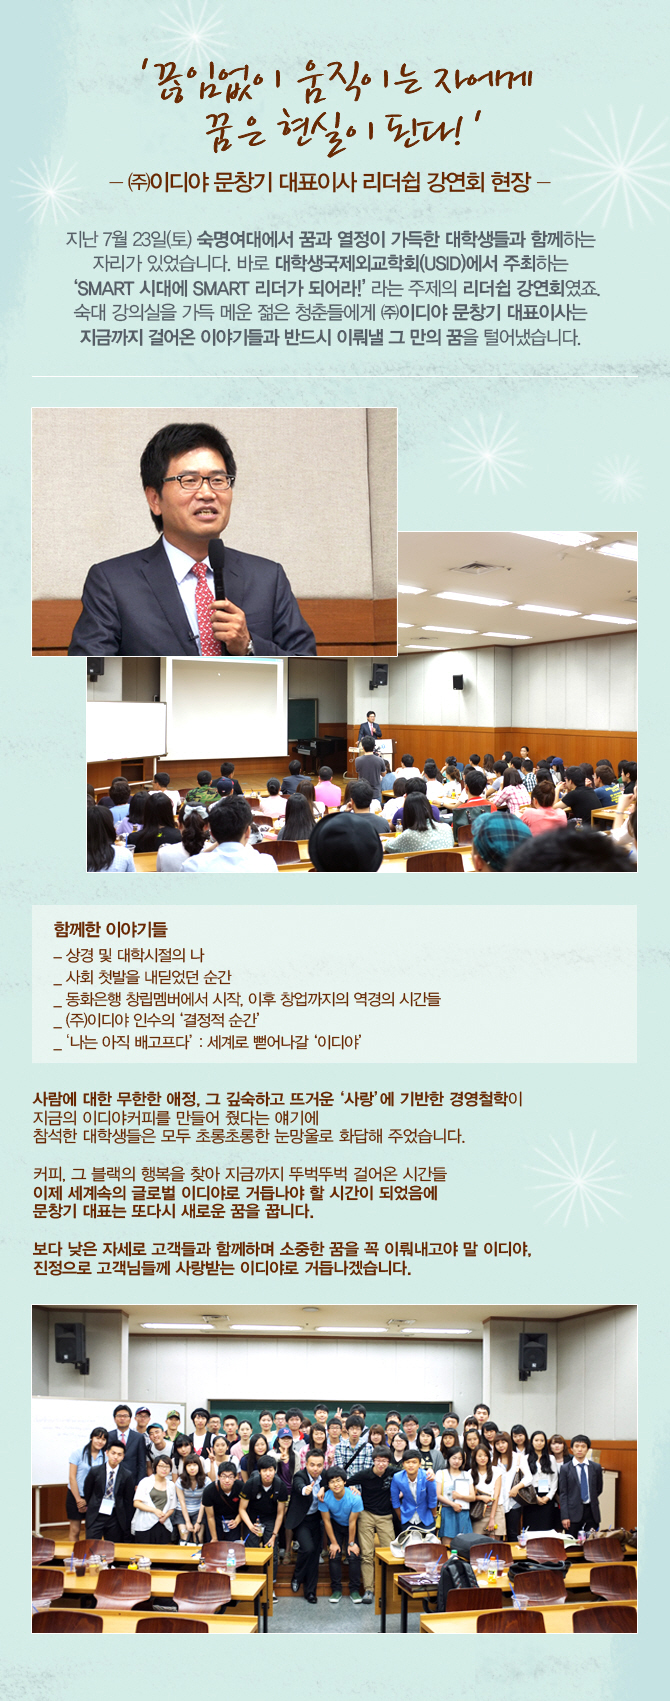 '끊임없이 움직이는 자에게
꿈은 현실이 된다!'
– ㈜이디야 문창기 대표이사 리더쉽 강연회 현장 –
지난 7월 23일(토) 숙명여대에서 꿈과 열정이 가득한 대학생들과 함께하는
자리가 있었습니다. 바로 대학생국제외교학회(USID)에서 주최하는
‘SMART 시대에 SMART 리더가 되어라!’ 라는 주제의 리더쉽 강연회였죠.
숙대 강의실을 가득 메운 젊은 청춘들에게 ㈜이디야 문창기 대표이사는
지금까지 걸어온 이야기들과 반드시 이뤄낼 그 만의 꿈을 털어냈습니다.
함께한 이야기들
– 상경 및 대학시절의 나
_ 사회 첫발을 내딛었던 순간
_ 동화은행 창립멤버에서 시작, 이후 창업까지의 역경의 시간들
_ (주)이디야 인수의 ‘결정적 순간’
_ ‘나는 아직 배고프다’ : 세계로 뻗어나갈 ‘이디야’
사람에 대한 무한한 애정, 그 깊숙하고 뜨거운 ‘사랑’에 기반한 경영철학이
지금의 이디야커피를 만들어 줬다는 얘기에
참석한 대학생들은 모두 초롱초롱한 눈망울로 화답해 주었습니다.
커피, 그 블랙의 행복을 찾아 지금까지 뚜벅뚜벅 걸어온 시간들
이제 세계속의 글로벌 이디야로 거듭나야 할 시간이 되었음에
문창기 대표는 또다시 새로운 꿈을 꿉니다.
보다 낮은 자세로 고객들과 함께하며 소중한 꿈을 꼭 이뤄내고야 말 이디야,
진정으로 고객님들께 사랑받는 이디야로 거듭나겠습니다.